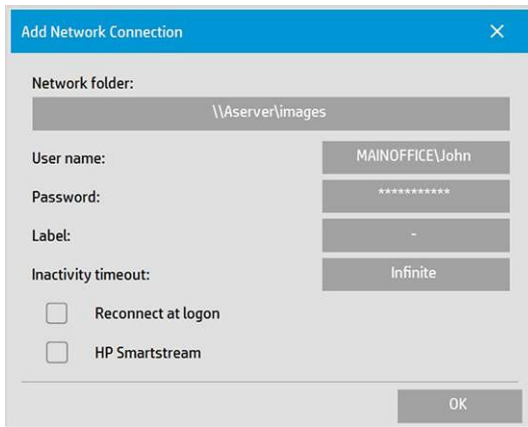 Add Network Connection
Network folder:
\\Aserver\images
User name: MAINOFFICE\John
Password: ***********
Label: -
Inactivity timeout: Infinite
Reconnect at logon
HP Smartstream
OK